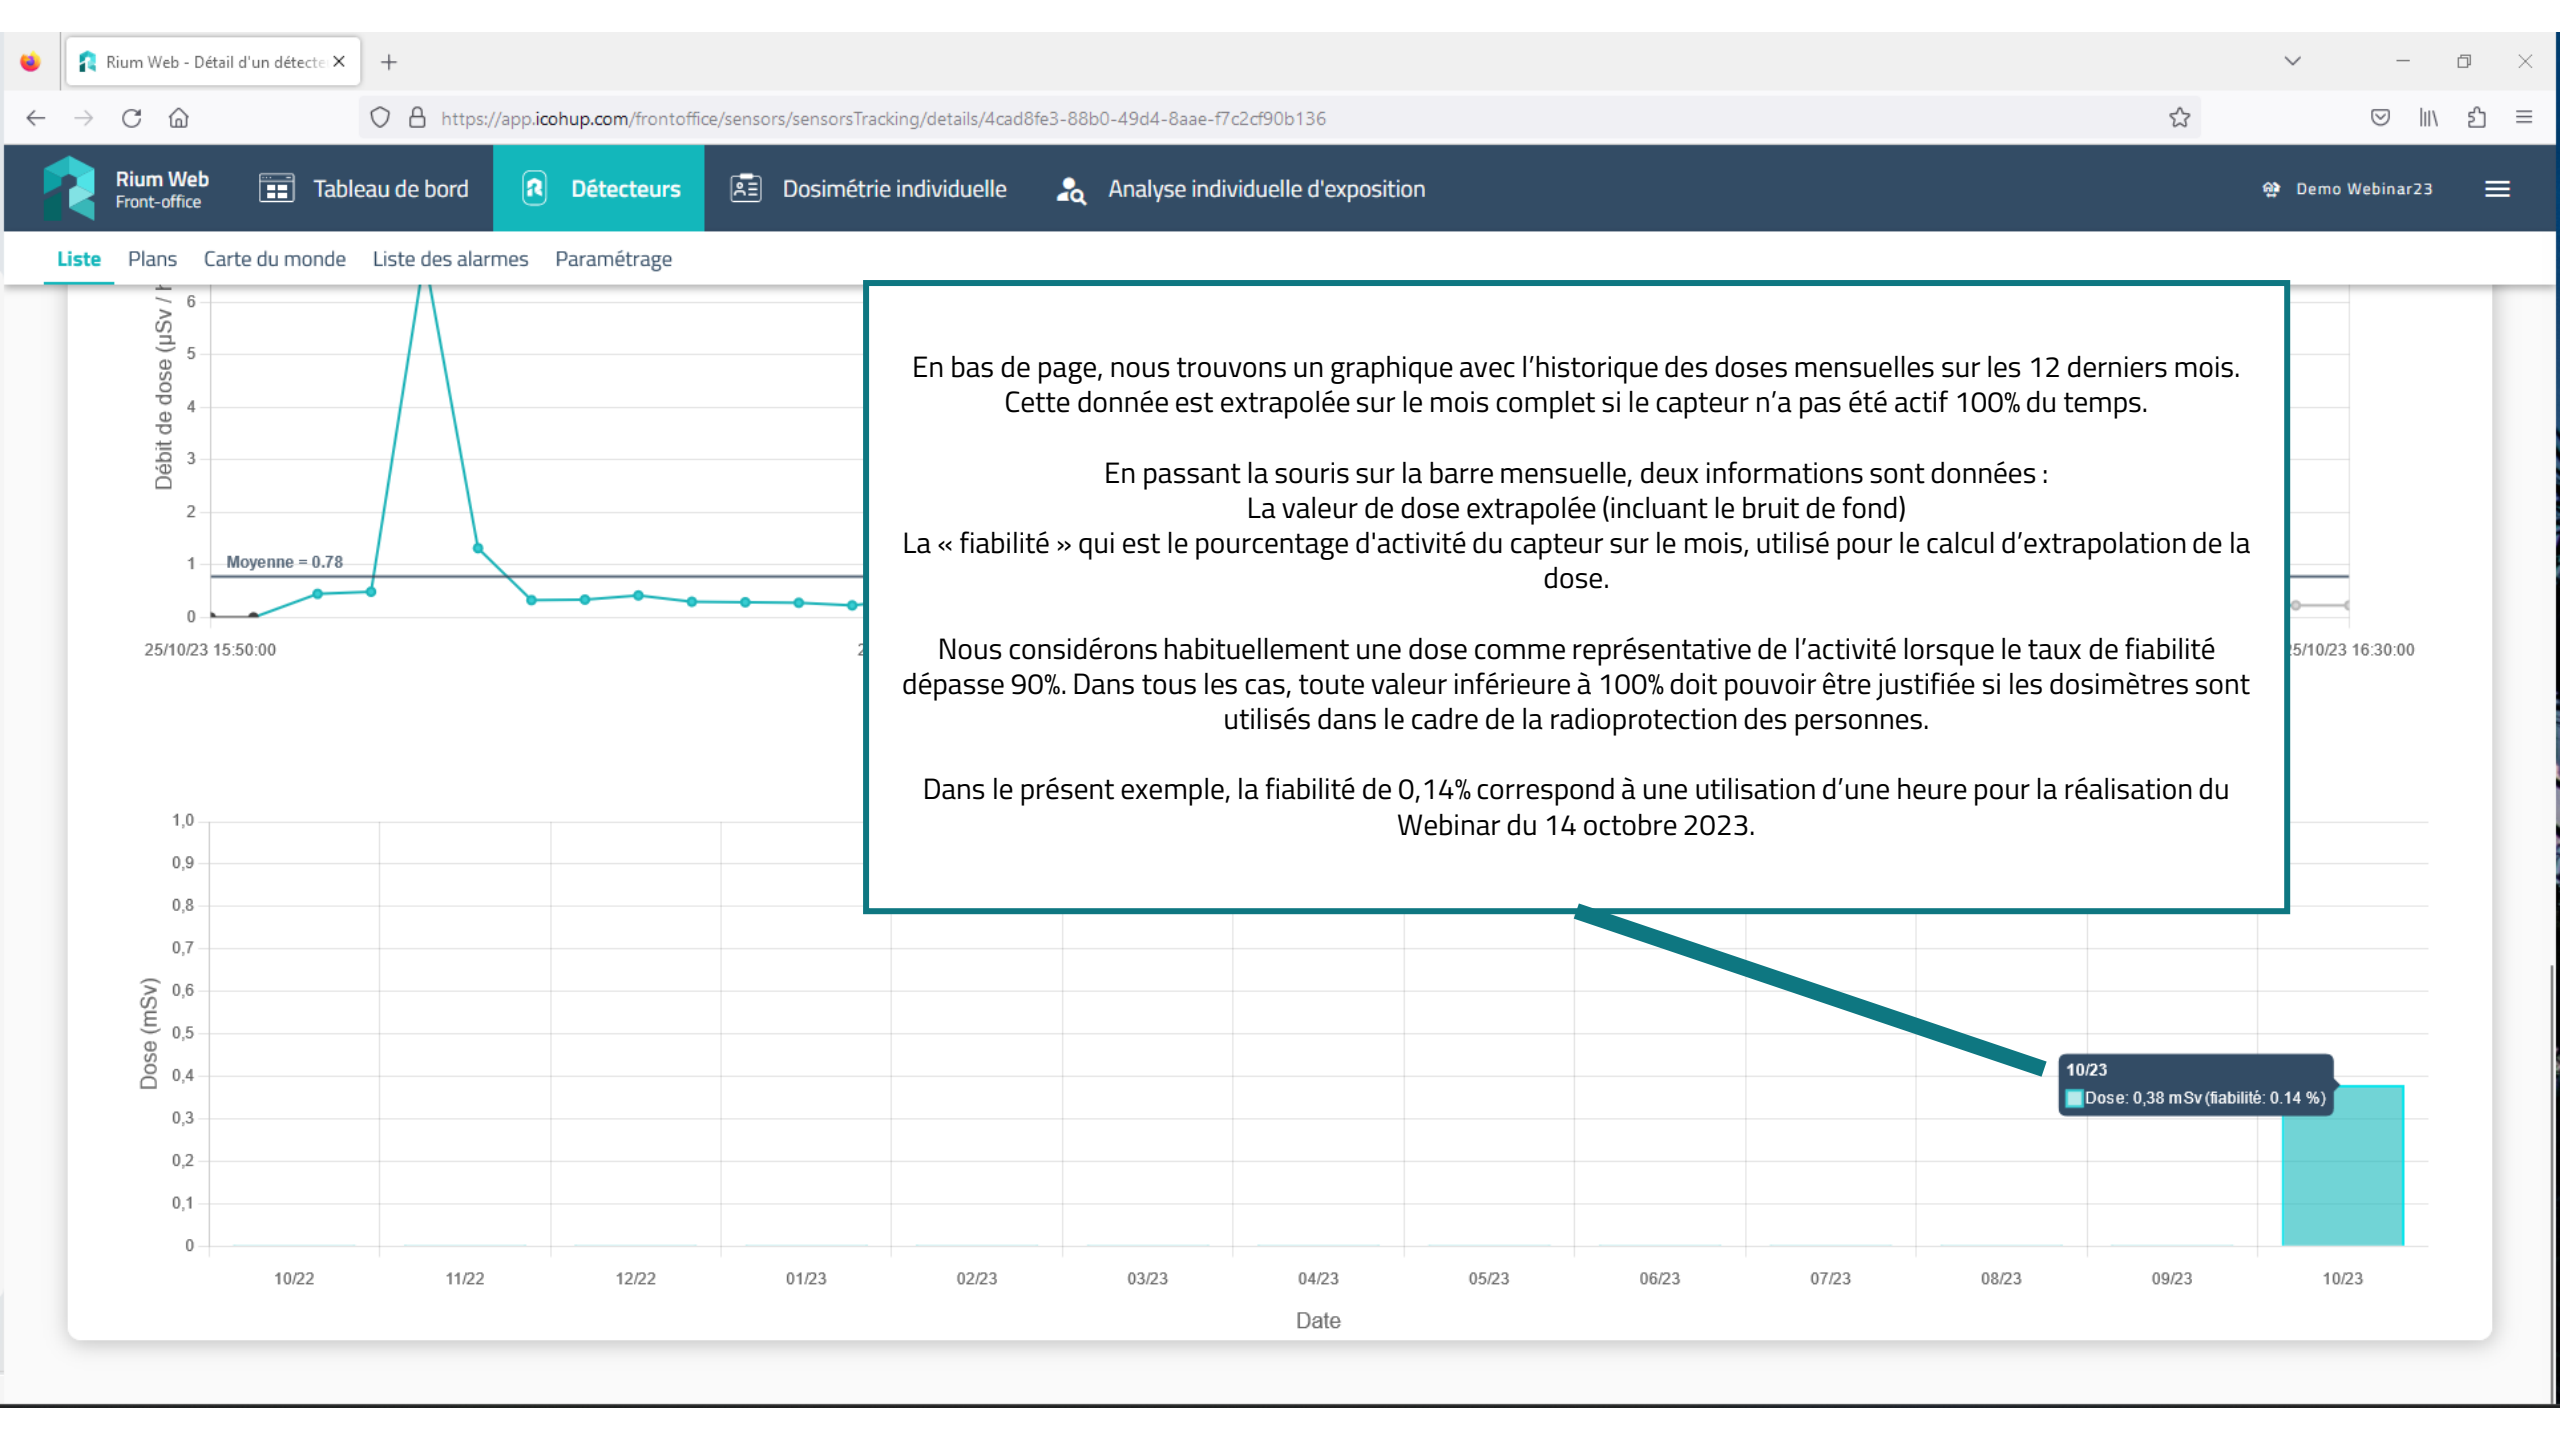 Rium Web - Détail d'un détecte
https://app.icohup.com/frontoffice/sensors/sensorsTracking/details/4cad8fe3-88b0-49d4-8aae-f7c2cf90b136
Rium Web
Front-office
Tableau de bord
Détecteurs
Dosimétrie individuelle
Analyse individuelle d'exposition
Demo Webinar23
Liste Plans Carte du monde Liste des alarmes Paramétrage
Débit de dose (µSv /
6
5
4
3
2
1
0
Moyenne = 0.78
25/10/23 15:50:00
2
5/10/23 16:30:00
En bas de page, nous trouvons un graphique avec l’historique des doses mensuelles sur les 12 derniers mois.
Cette donnée est extrapolée sur le mois complet si le capteur n’a pas été actif 100% du temps.
En passant la souris sur la barre mensuelle, deux informations sont données :
La valeur de dose extrapolée (incluant le bruit de fond)
La « fiabilité » qui est le pourcentage d'activité du capteur sur le mois, utilisé pour le calcul d’extrapolation de la
dose.
Nous considérons habituellement une dose comme représentative de l’activité lorsque le taux de fiabilité
dépasse 90%. Dans tous les cas, toute valeur inférieure à 100% doit pouvoir être justifiée si les dosimètres sont
utilisés dans le cadre de la radioprotection des personnes.
Dans le présent exemple, la fiabilité de 0,14% correspond à une utilisation d’une heure pour la réalisation du
Webinar du 14 octobre 2023.
Dose (mSv)
1,0
0,9
0,8
0,7
0,6
0,5
0,4
0,3
0,2
0,1
0
10/23
Dose: 0,38 mSv (fiabilité: 0.14 %)
10/22 11/22 12/22 01/23 02/23 03/23 04/23 05/23 06/23 07/23 08/23 09/23 10/23
Date